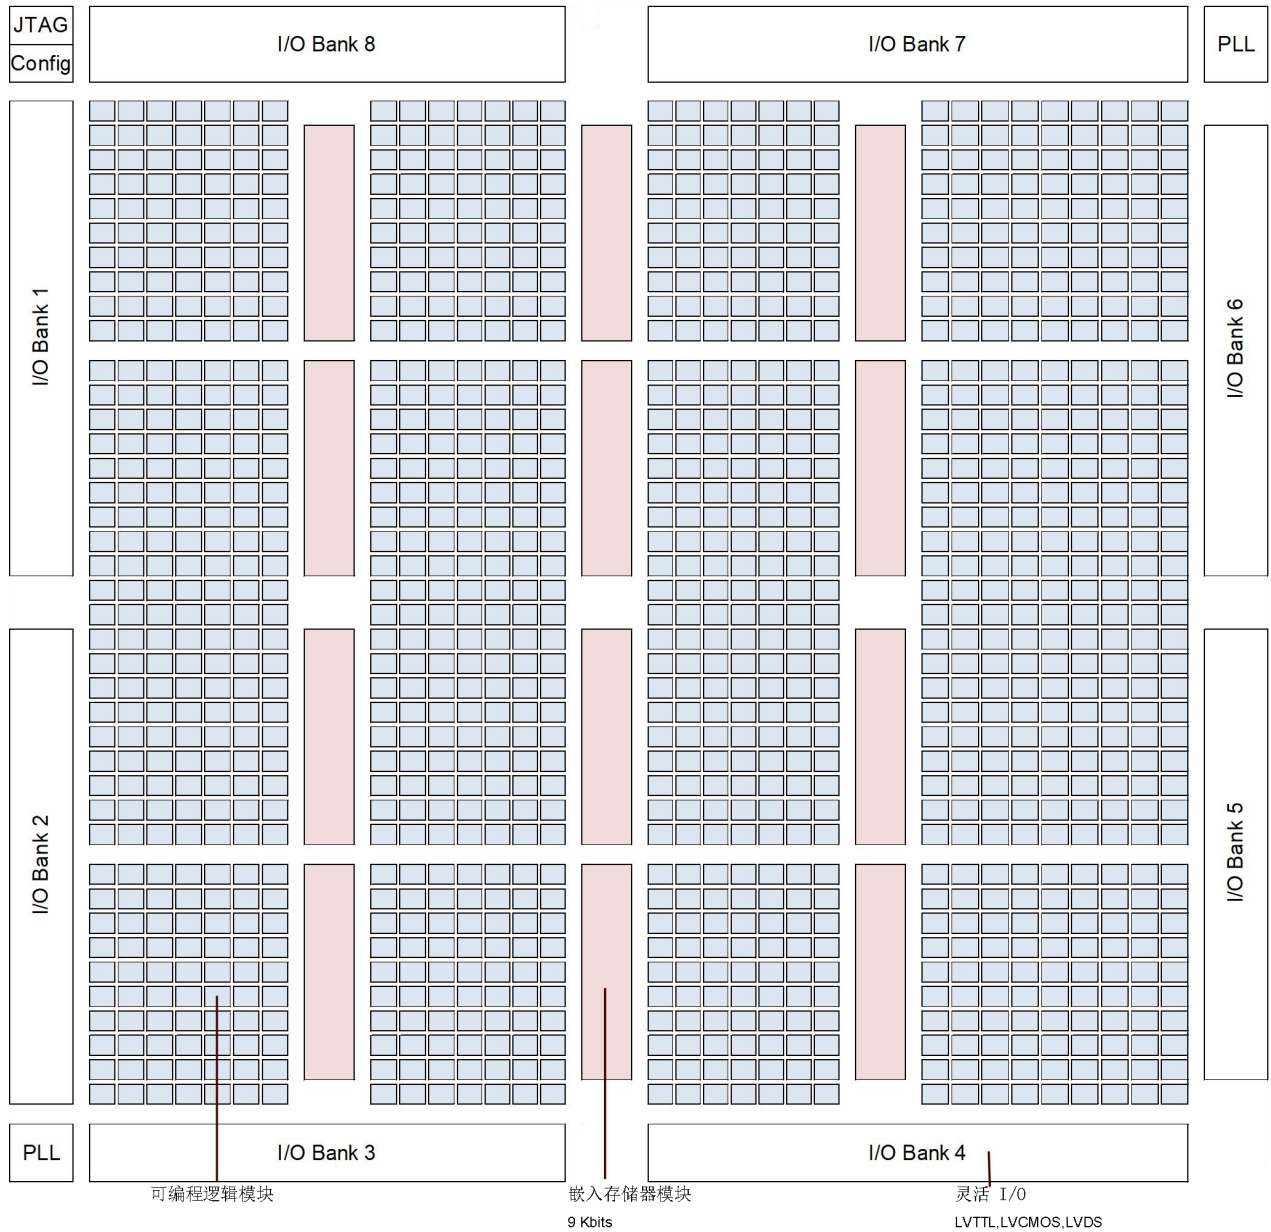 JTAG
Config
I/O Bank 8
I/O Bank 7
PLL
I/O Bank 1
I/O Bank 6
I/O Bank 2
I/O Bank 5
PLL
I/O Bank 3
I/O Bank 4
可编程逻辑模块
嵌入存储器模块
灵活 I/O
9 Kbits
LVTTL,LVCMOS,LVDS